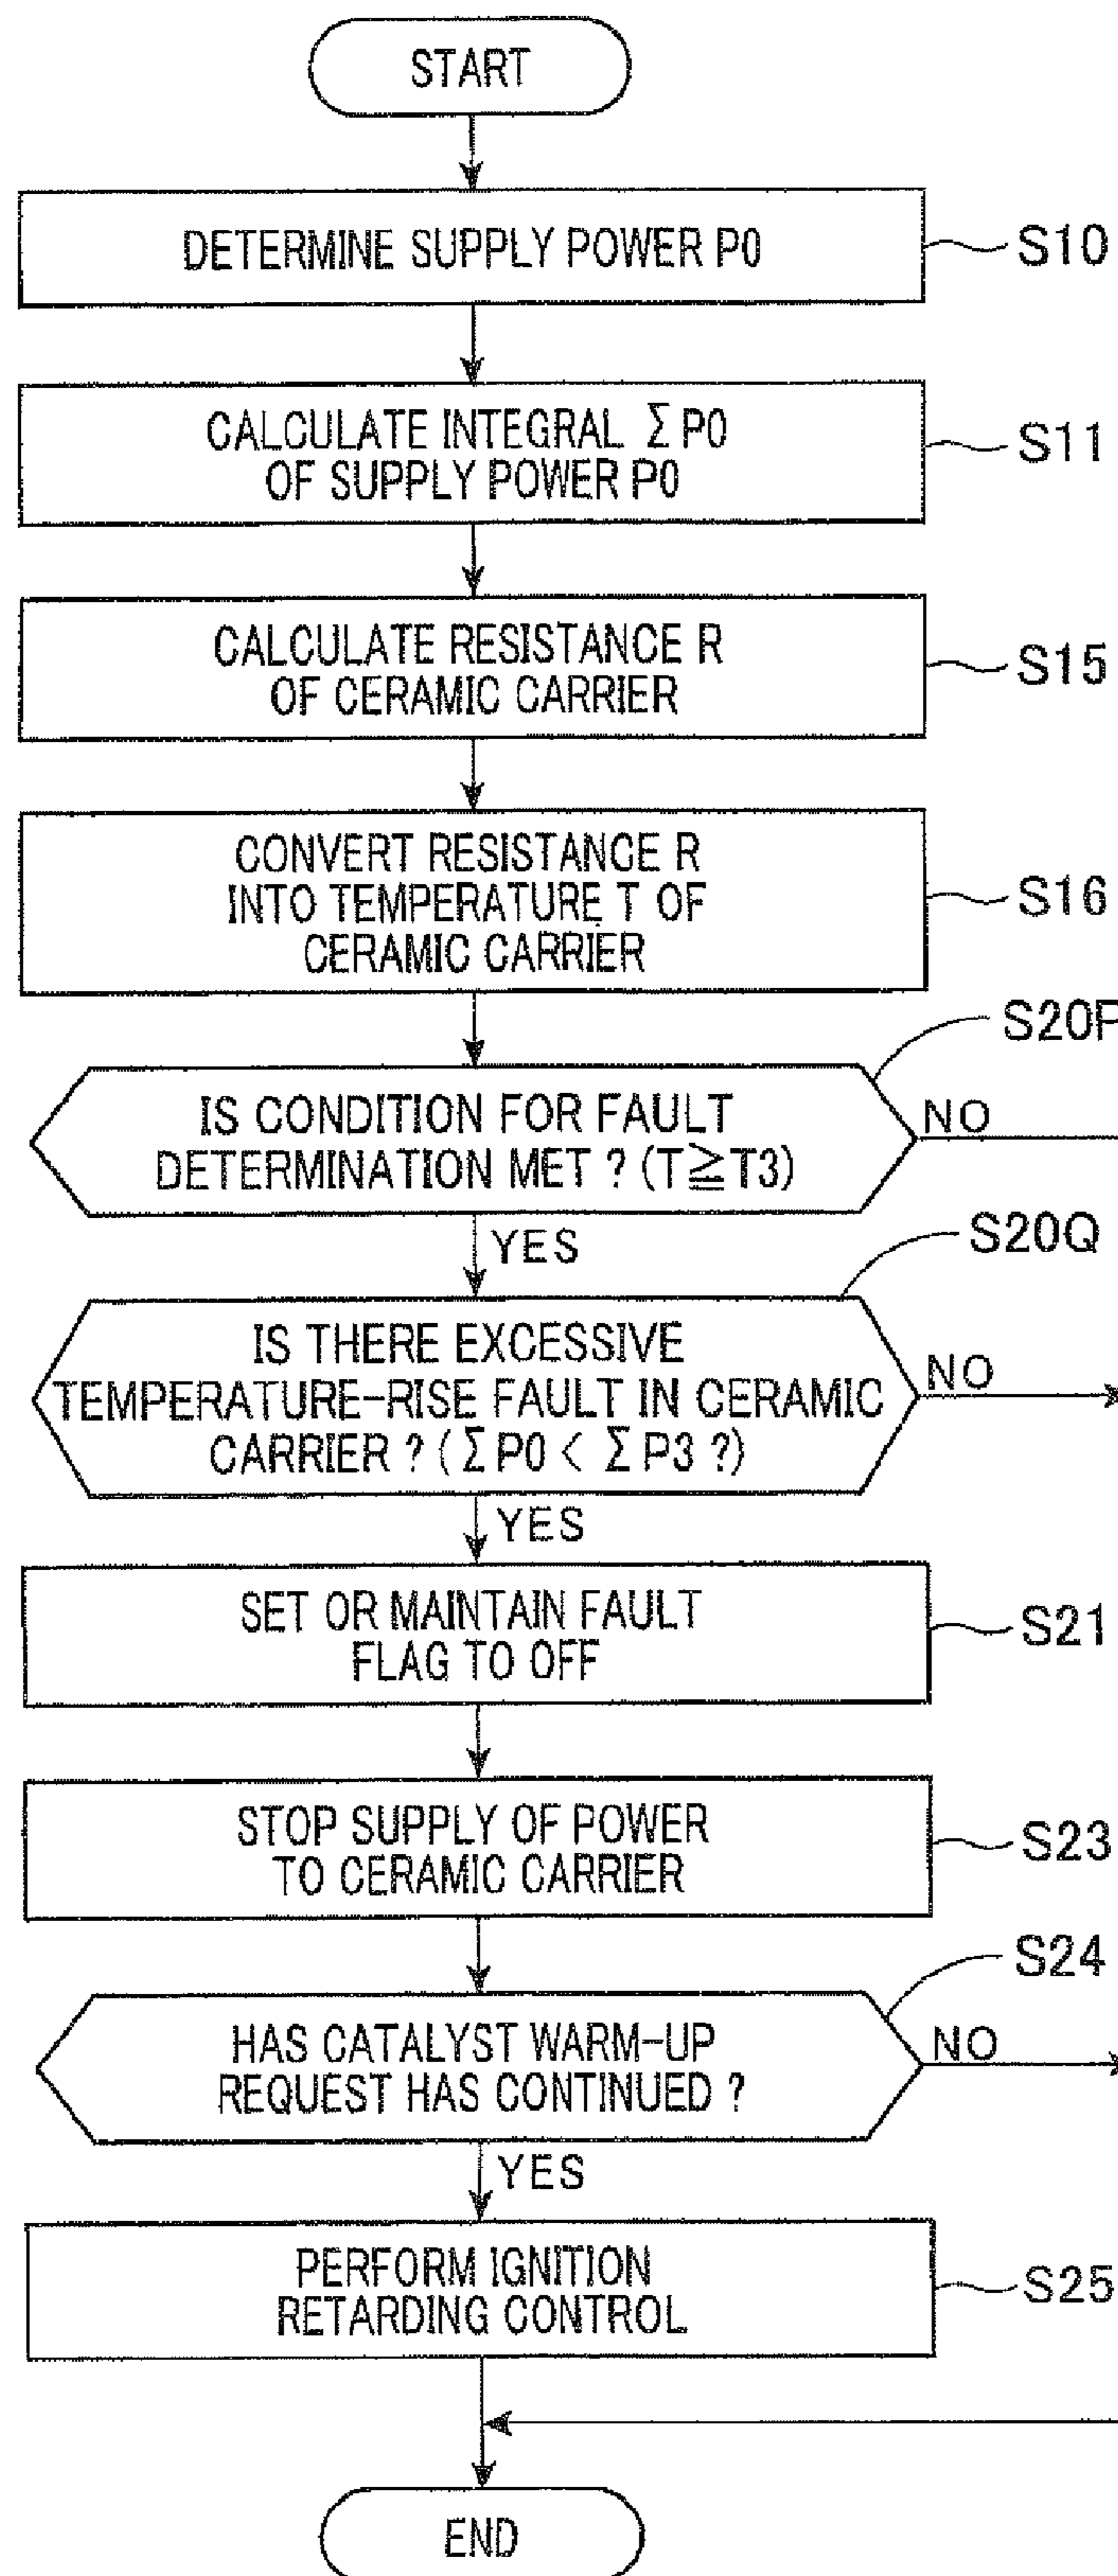 START
DETERMINE SUPPLY POWER P0
S10
CALCULATE INTEGRAL Σ P0
OF SUPPLY POWER P0
S11
CALCULATE RESISTANCE R
OF CERAMIC CARRIER
S15
CONVERT RESISTANCE R
INTO TEMPERATURE T OF
CERAMIC CARRIER
S16
S20P
IS CONDITION FOR FAULT
DETERMINATION MET ? (T≧T3)
NO
YES
S20Q
IS THERE EXCESSIVE
TEMPERATURE-RISE FAULT IN CERAMIC
CARRIER ? ( Σ P0 < Σ P3 ?)
NO
YES
SET OR MAINTAIN FAULT
FLAG TO OFF
S21
STOP SUPPLY OF POWER
TO CERAMIC CARRIER
S23
S24
HAS CATALYST WARM-UP
REQUEST HAS CONTINUED ?
NO
YES
PERFORM IGNITION
RETARDING CONTROL
S25
END